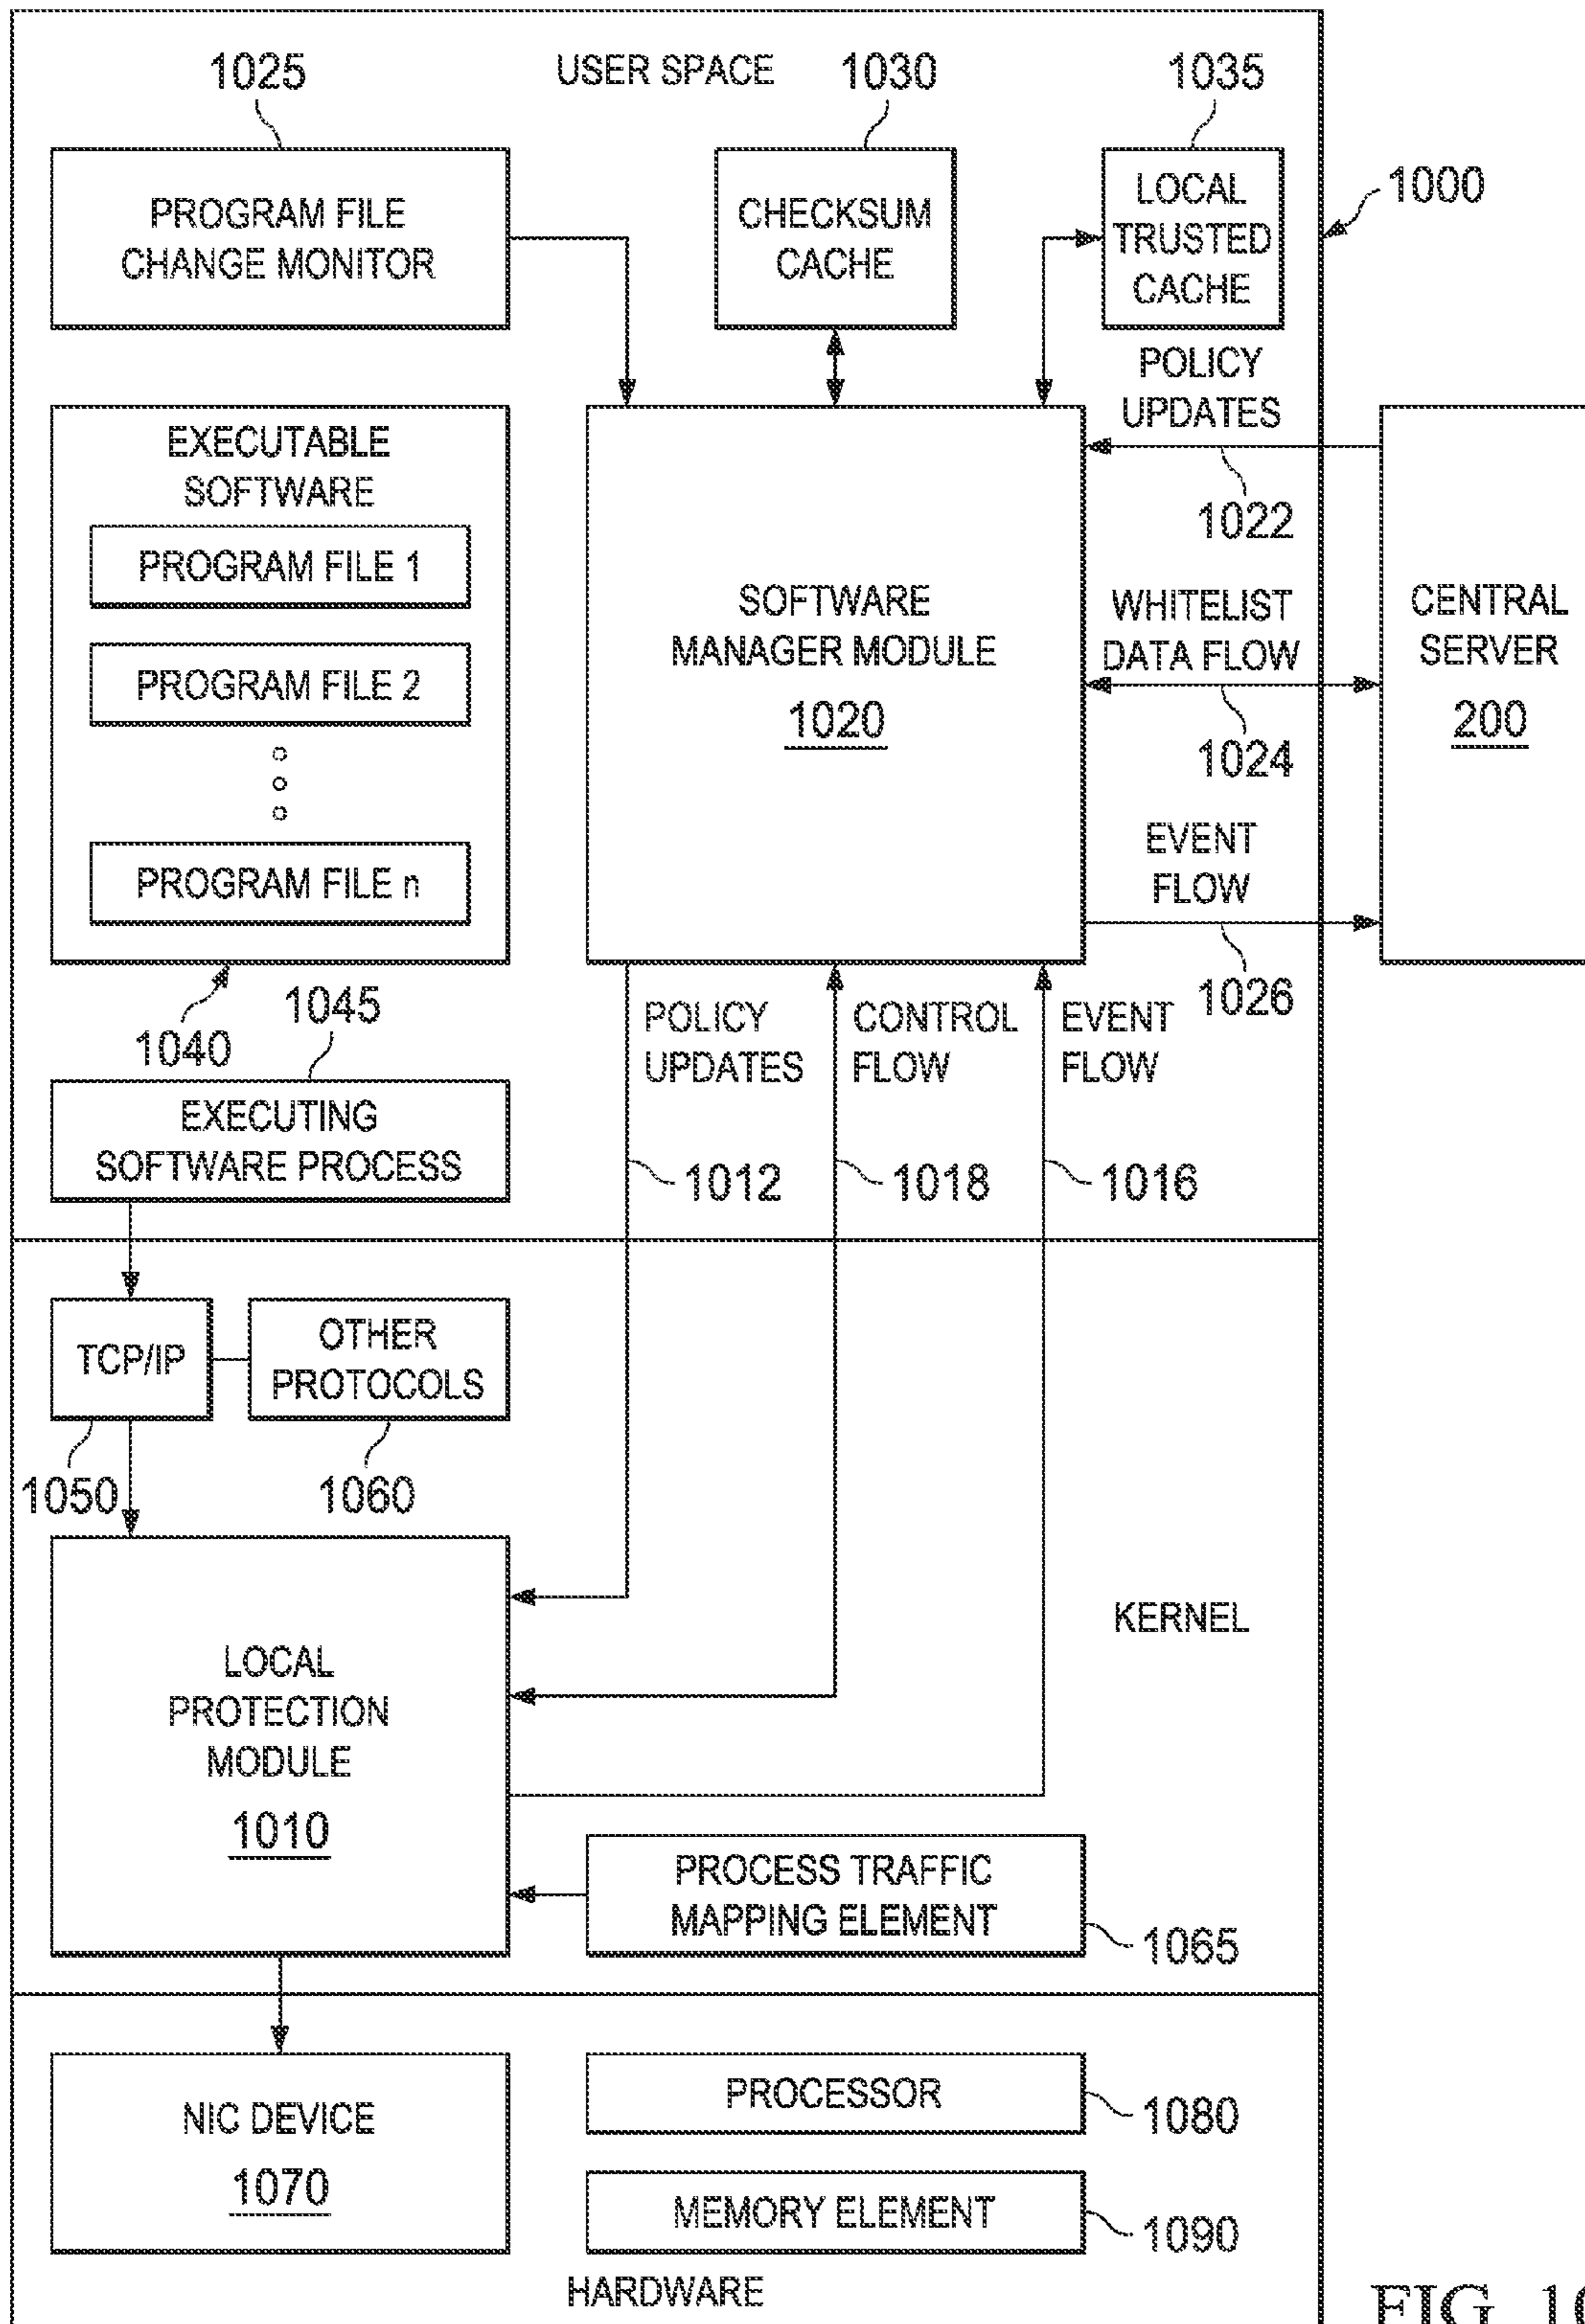 1025
USER SPACE
1030
1035
1000
PROGRAM FILE
CHANGE MONITOR
CHECKSUM
CACHE
LOCAL
TRUSTED
CACHE
POLICY
UPDATES
1022
EXECUTABLE
SOFTWARE
PROGRAM FILE 1
PROGRAM FILE 2
PROGRAM FILE n
1040
SOFTWARE
MANAGER MODULE
1020
WHITELIST
DATA FLOW
1024
CENTRAL
SERVER
200
EVENT
FLOW
1026
1045
EXECUTING
SOFTWARE PROCESS
POLICY
UPDATES
1012
CONTROL
FLOW
1018
EVENT
FLOW
1016
TCP/IP
1050
OTHER
PROTOCOLS
1060
KERNEL
LOCAL
PROTECTION
MODULE
1010
PROCESS TRAFFIC
MAPPING ELEMENT
1065
NIC DEVICE
1070
PROCESSOR
1080
MEMORY ELEMENT
1090
HARDWARE
FIG. 10